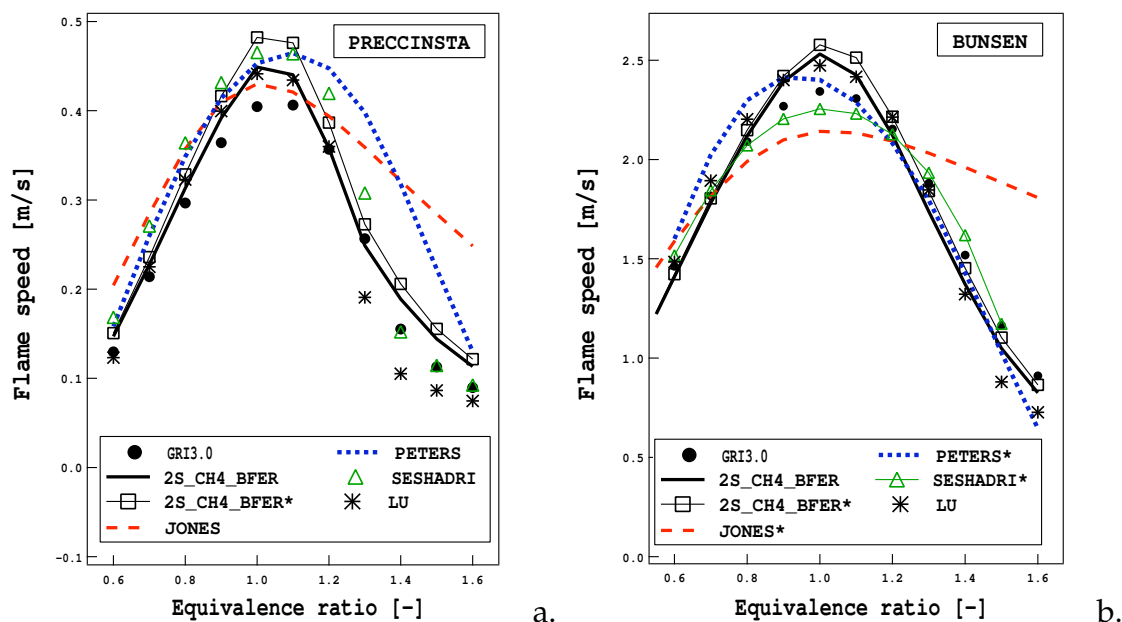 PRECCINSTA
Flame speed [m/s]
0.5
0.4
0.3
0.2
0.1
0.0
-0.1
GRI3.0
2S_CH4_BFER
2S_CH4_BFER*
JONES
PETERS
SESHADRI
LU
0.6 0.8 1.0 1.2 1.4 1.6
Equivalence ratio [-]
a.
BUNSEN
Flame speed [m/s]
2.5
2.0
1.5
1.0
0.5
0.0
GRI3.0
2S_CH4_BFER
2S_CH4_BFER*
JONES*
PETERS*
SESHADRI*
LU
0.6 0.8 1.0 1.2 1.4 1.6
Equivalence ratio [-]
b.